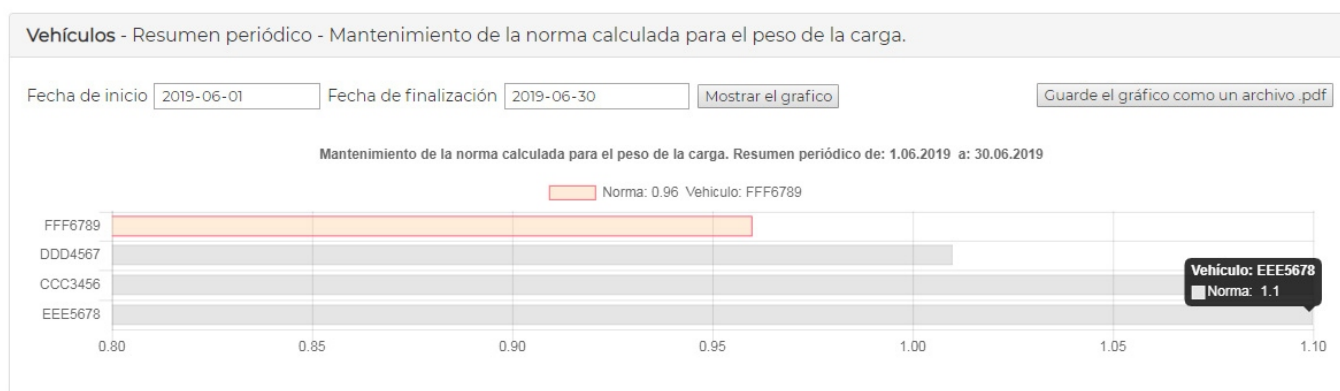 Vehículos - Resumen periódico - Mantenimiento de la norma calculada para el peso de la carga.
Fecha de inicio 2019-06-01 Fecha de finalización 2019-06-30 Mostrar el grafico Guarde el gráfico como un archivo .pdf
Mantenimiento de la norma calculada para el peso de la carga. Resumen periódico de: 1.06.2019 a: 30.06.2019
Norma: 0.96 Vehiculo: FFF6789
FFF6789
DDD4567
CCC3456
EEE5678
Vehículo: EEE5678
Norma: 1.1
0.80 0.85 0.90 0.95 1.00 1.05 1.10